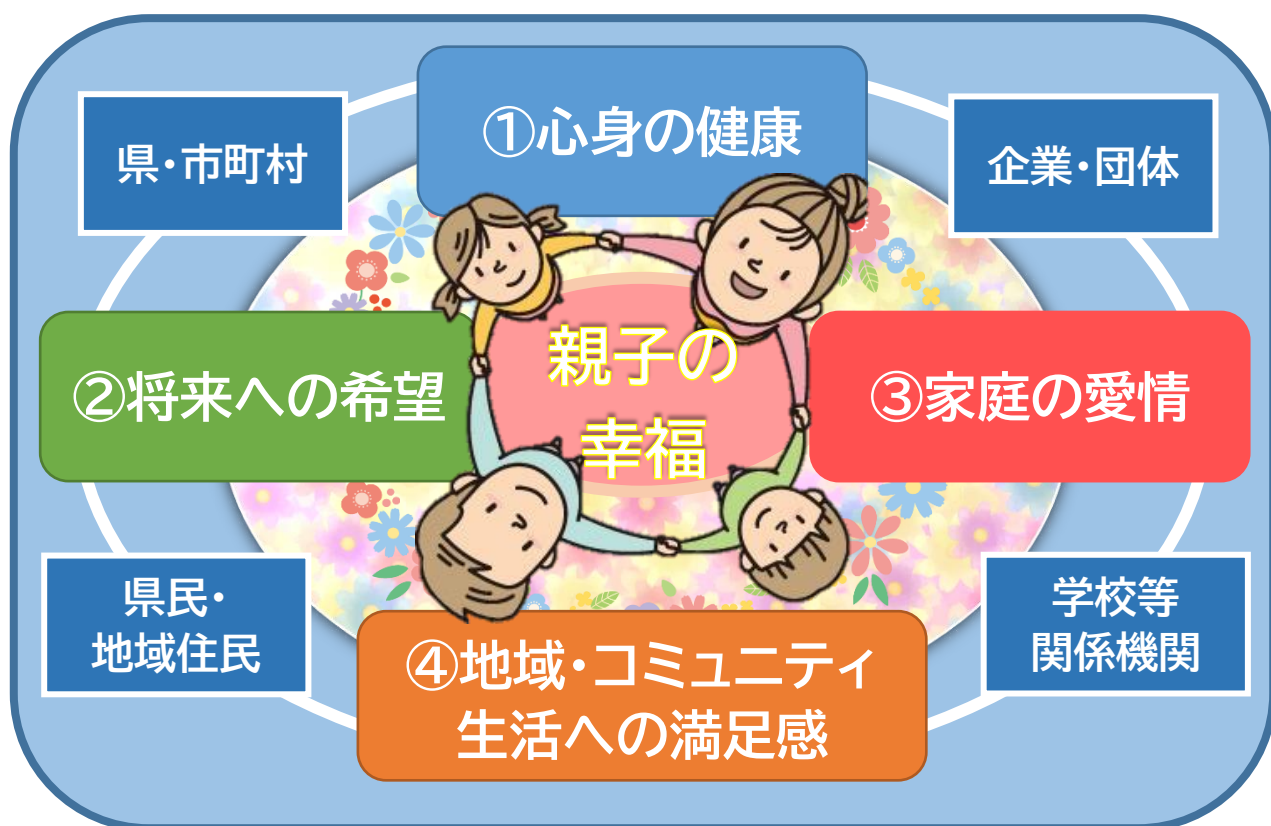 ①心身の健康
県・市町村
企業・団体
親子の
幸福
②将来への希望
③家庭の愛情
県民・
地域住民
学校等
関係機関
④地域・コミュニティ
生活への満足感